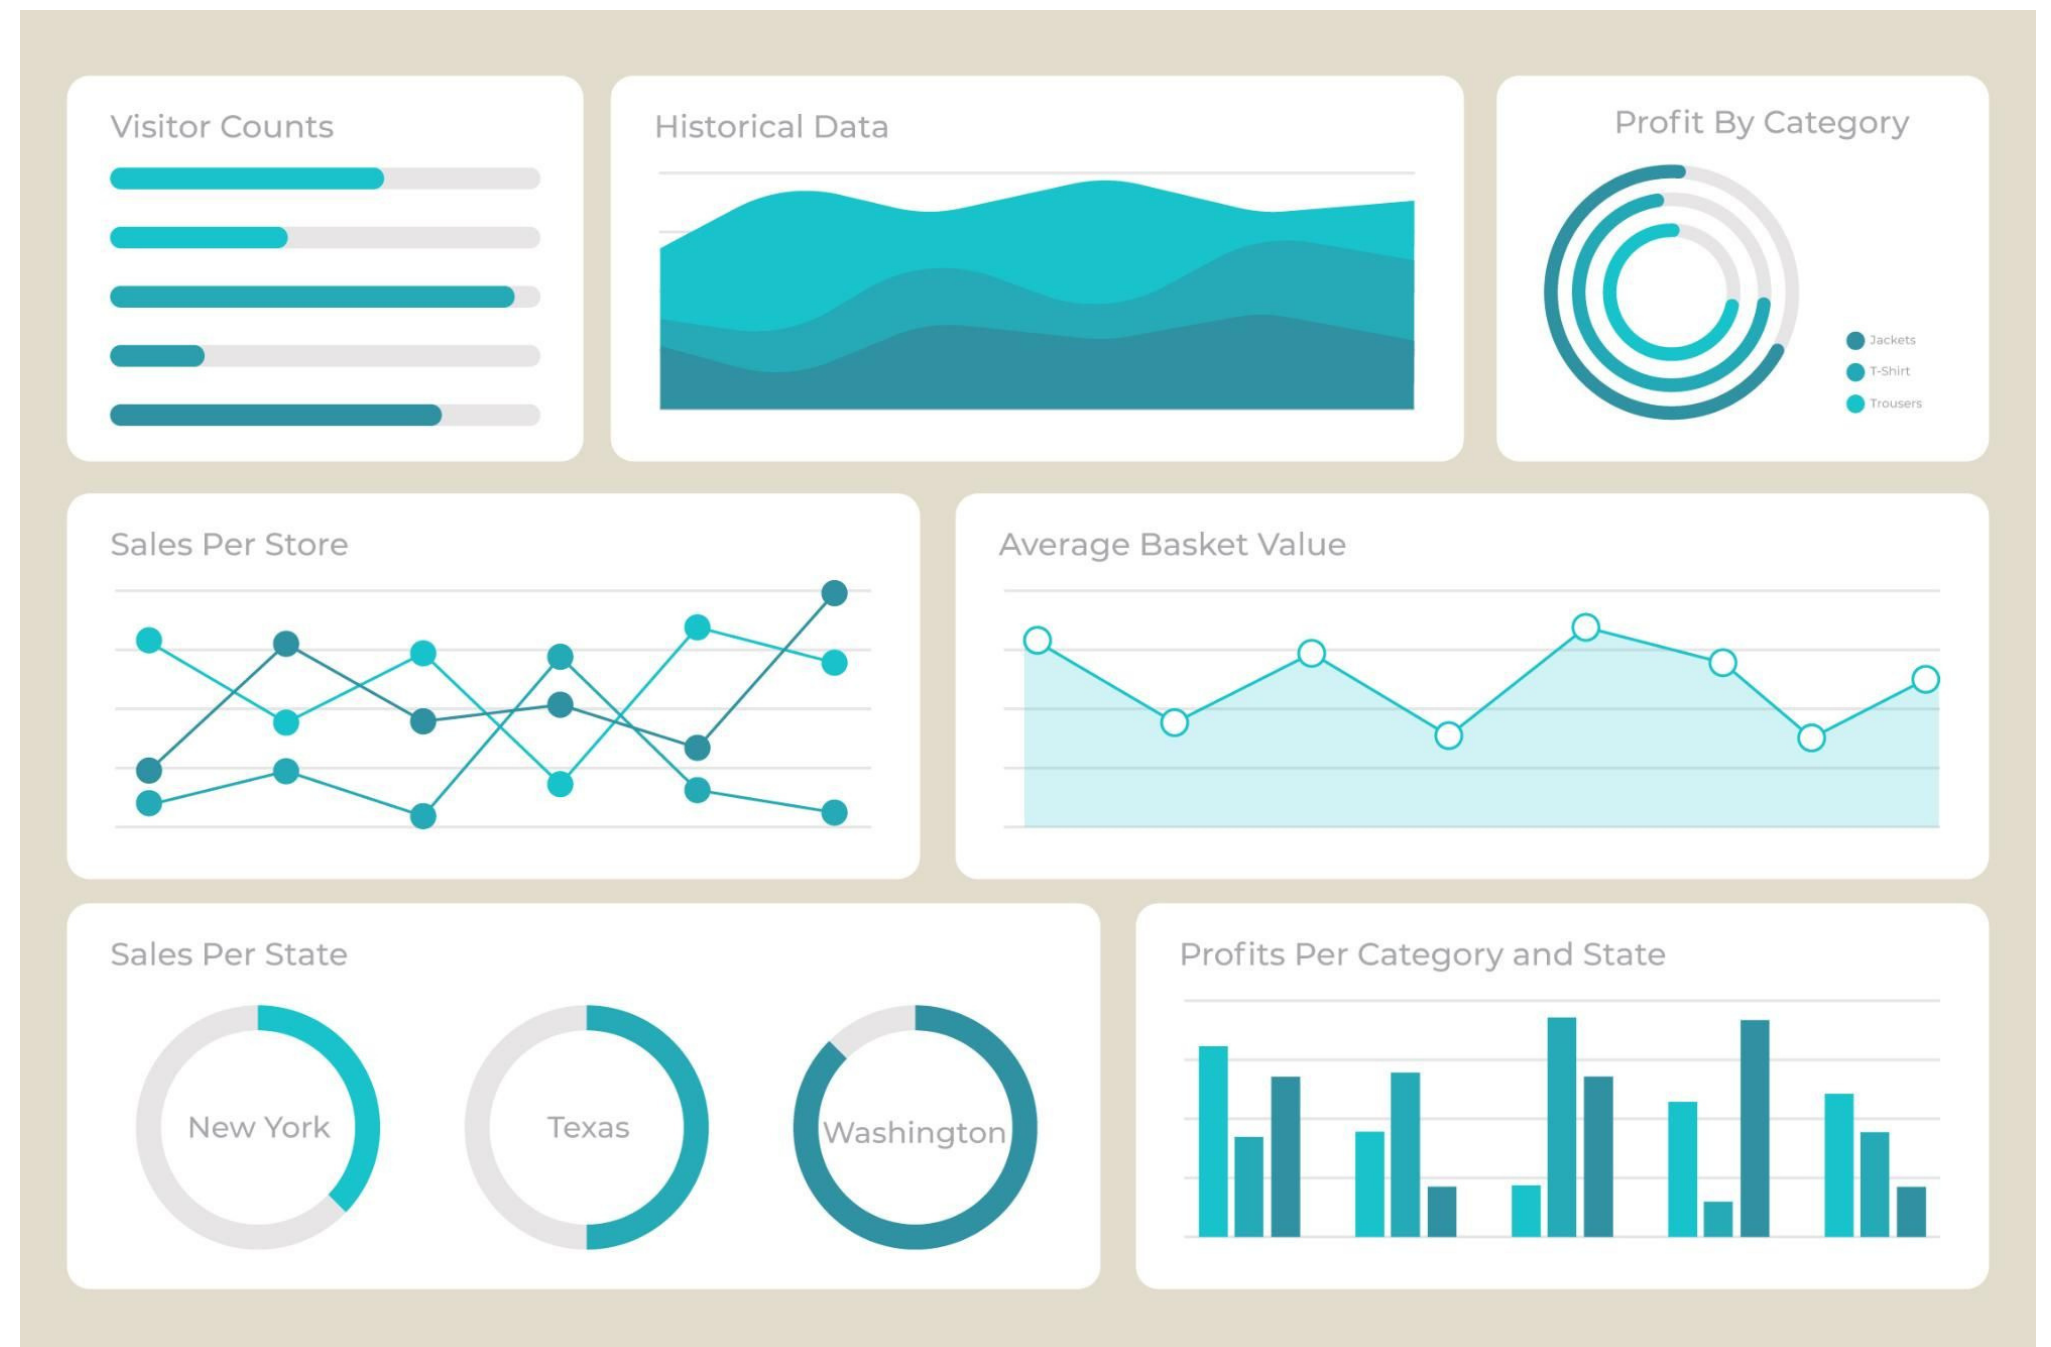 Visitor Counts
Historical Data
Profit By Category
Jackets
T-Shirt
Trousers
Sales Per Store
Average Basket Value
Sales Per State
New York
Texas
Washington
Profits Per Category and State